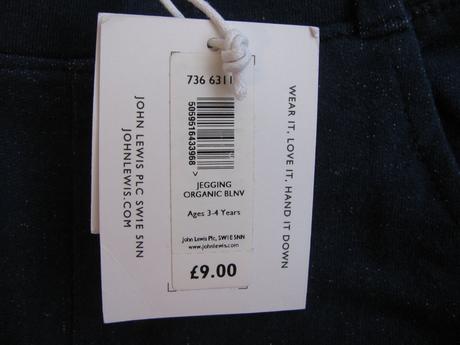 JOHN LEWIS PLC SW1E 5NN
JOHNLEWIS.COM
736 6311
5059516433968
JEGGING
ORGANIC BLNV
Ages 3-4 Years
John Lewis Plc, SW1E 5NN
www.johnlewis.com
£9.00
WEAR IT, LOVE IT, HAND IT DOWN